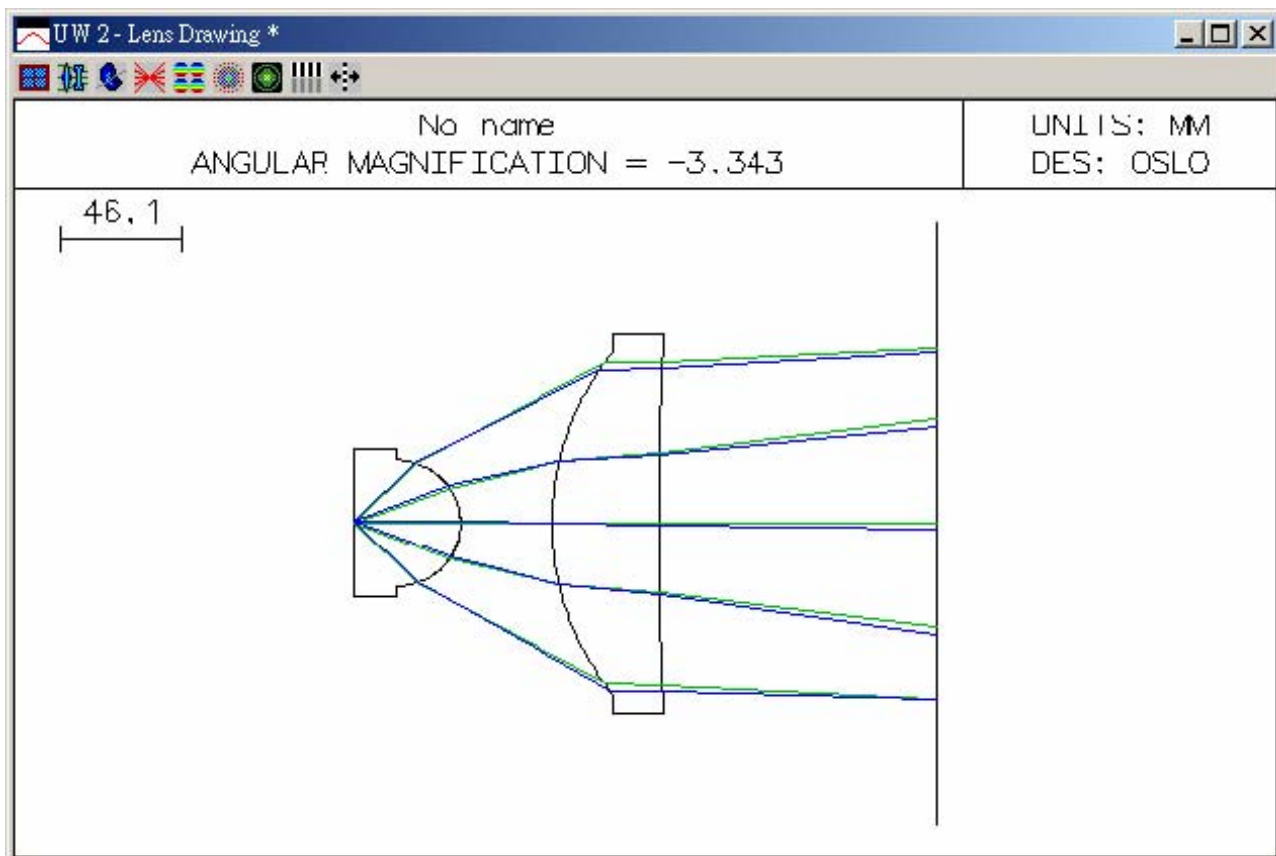 UW 2 - Lens Drawing *
No name
ANGULAR MAGNIFICATION = -3.343
UNITS: MM
DES: OSLO
46.1